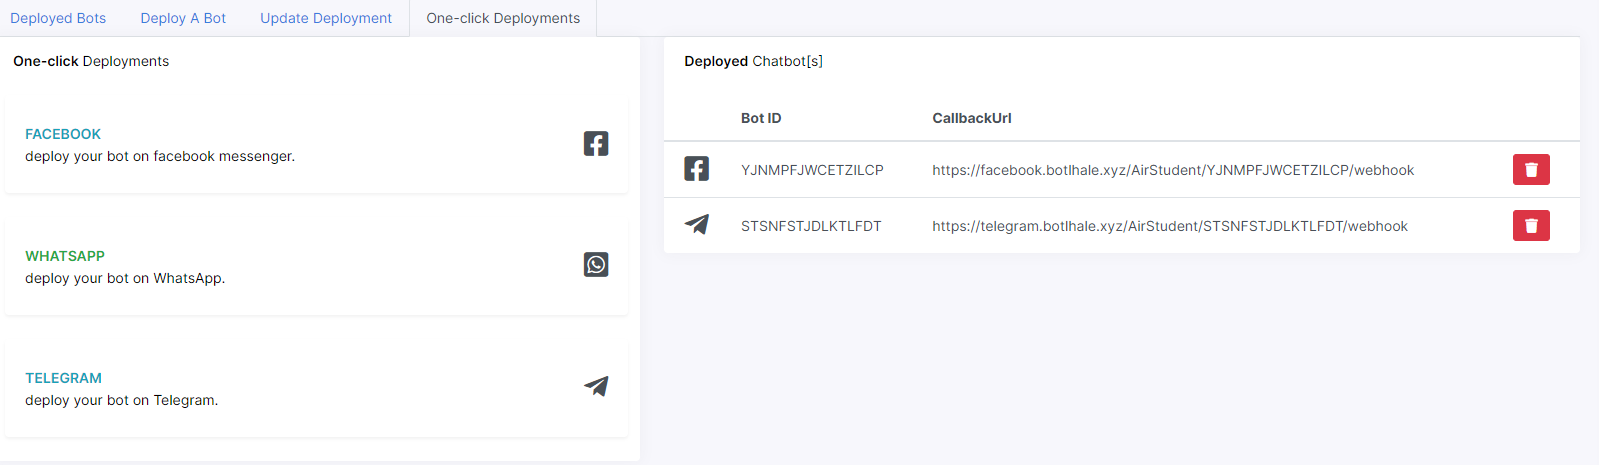 Deployed Bots
Deploy A Bot
Update Deployment
One-click Deployments
One-click Deployments
FACEBOOK
deploy your bot on facebook messenger.
WHATSAPP
deploy your bot on WhatsApp.
TELEGRAM
deploy your bot on Telegram.
Deployed Chatbot[s]
Bot ID CallbackUrl
YJNMPFJWCETZILCP https://facebook.botlhale.xyz/AirStudent/YJNMPFJWCETZILCP/webhook
STSNFSTJDLKTLFDT https://telegram.botlhale.xyz/AirStudent/STSNFSTJDLKTLFDT/webhook